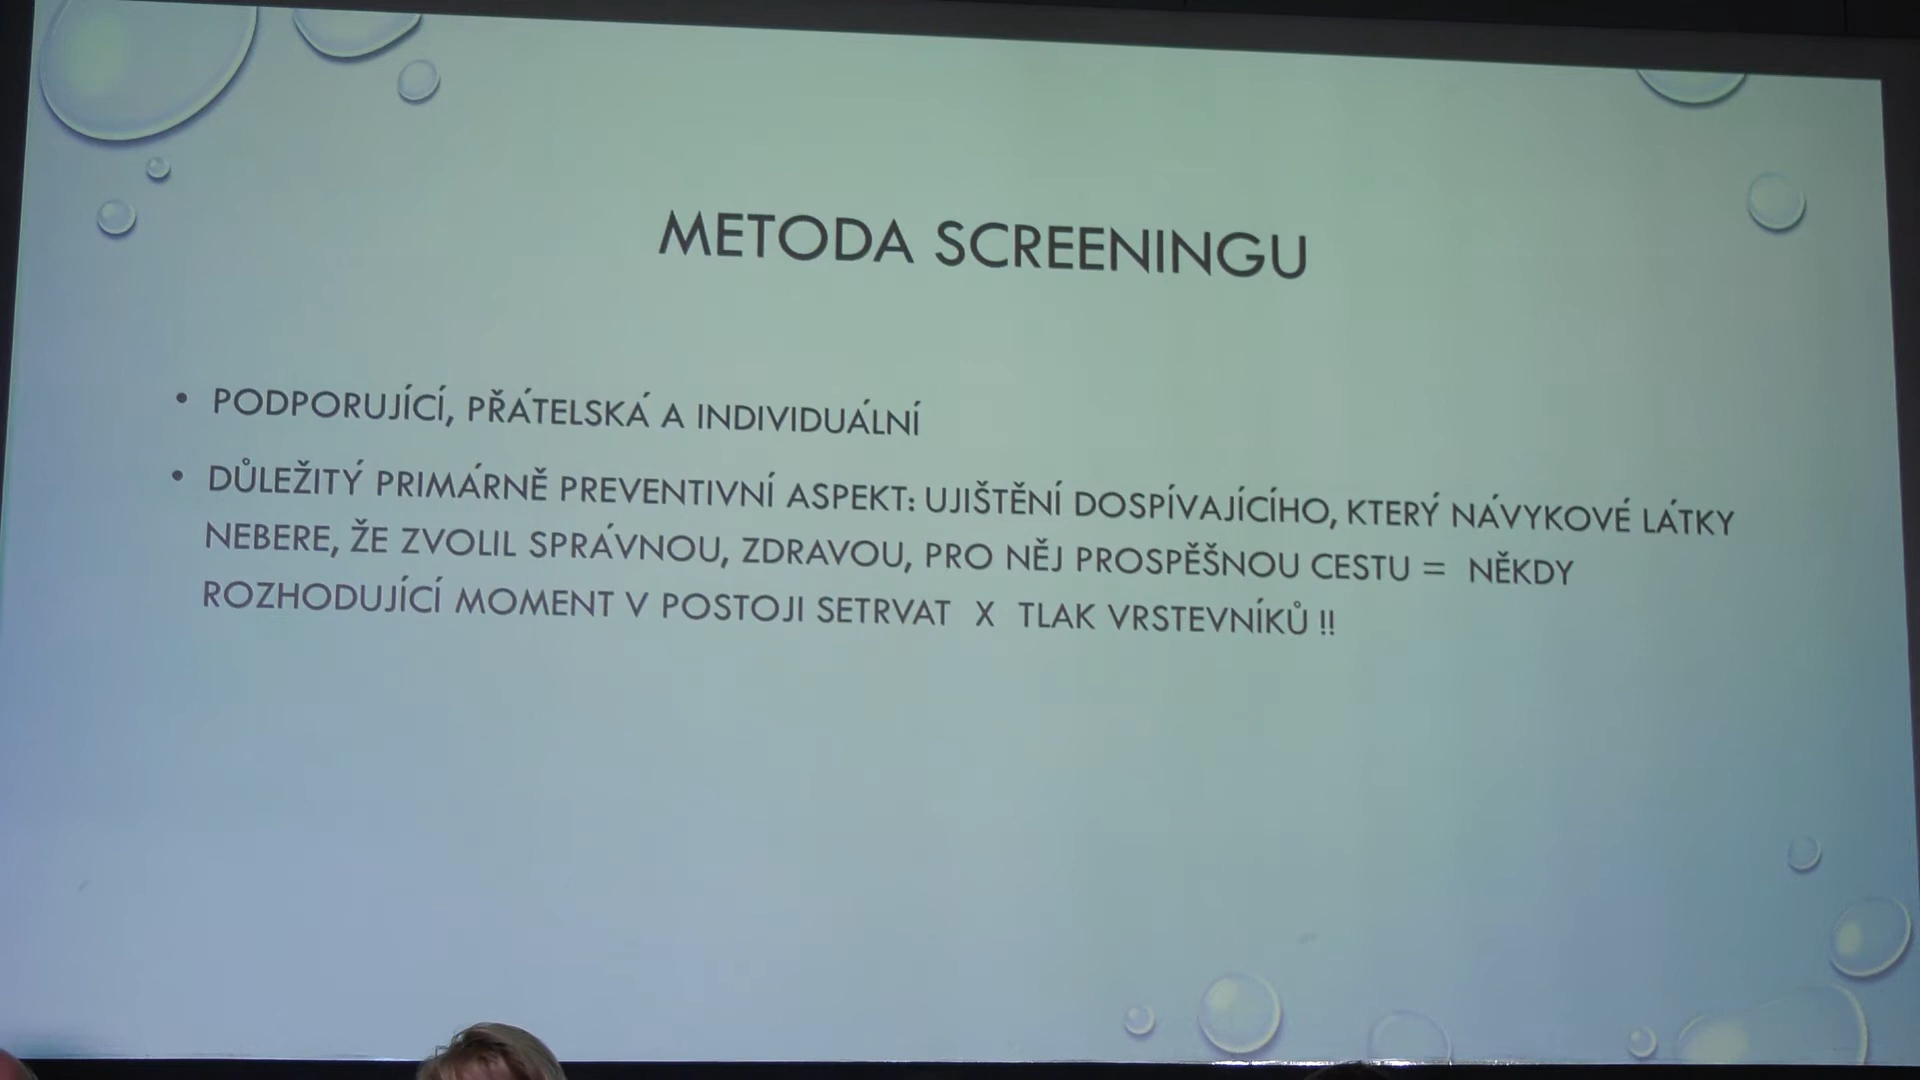 METODA SCREENINGU
• PODPORUJÍCÍ, PŘÁTELSKÁ A INDIVIDUÁLNÍ
• DŮLEŽITÝ PRIMÁRNĚ PREVENTIVNÍ ASPEKT: UJIŠTĚNÍ DOSPÍVAJÍCÍHO, KTERÝ NÁVYKOVÉ LÁTKY
NEBERE, ŽE ZVOLIL SPRÁVNOU, ZDRAVOU, PRO NĚJ PROSPĚŠNOU CESTU = NĚKDY
ROZHODUJÍCÍ MOMENT V POSTOJI SETRVAT X TLAK VRSTEVNÍKŮ !!